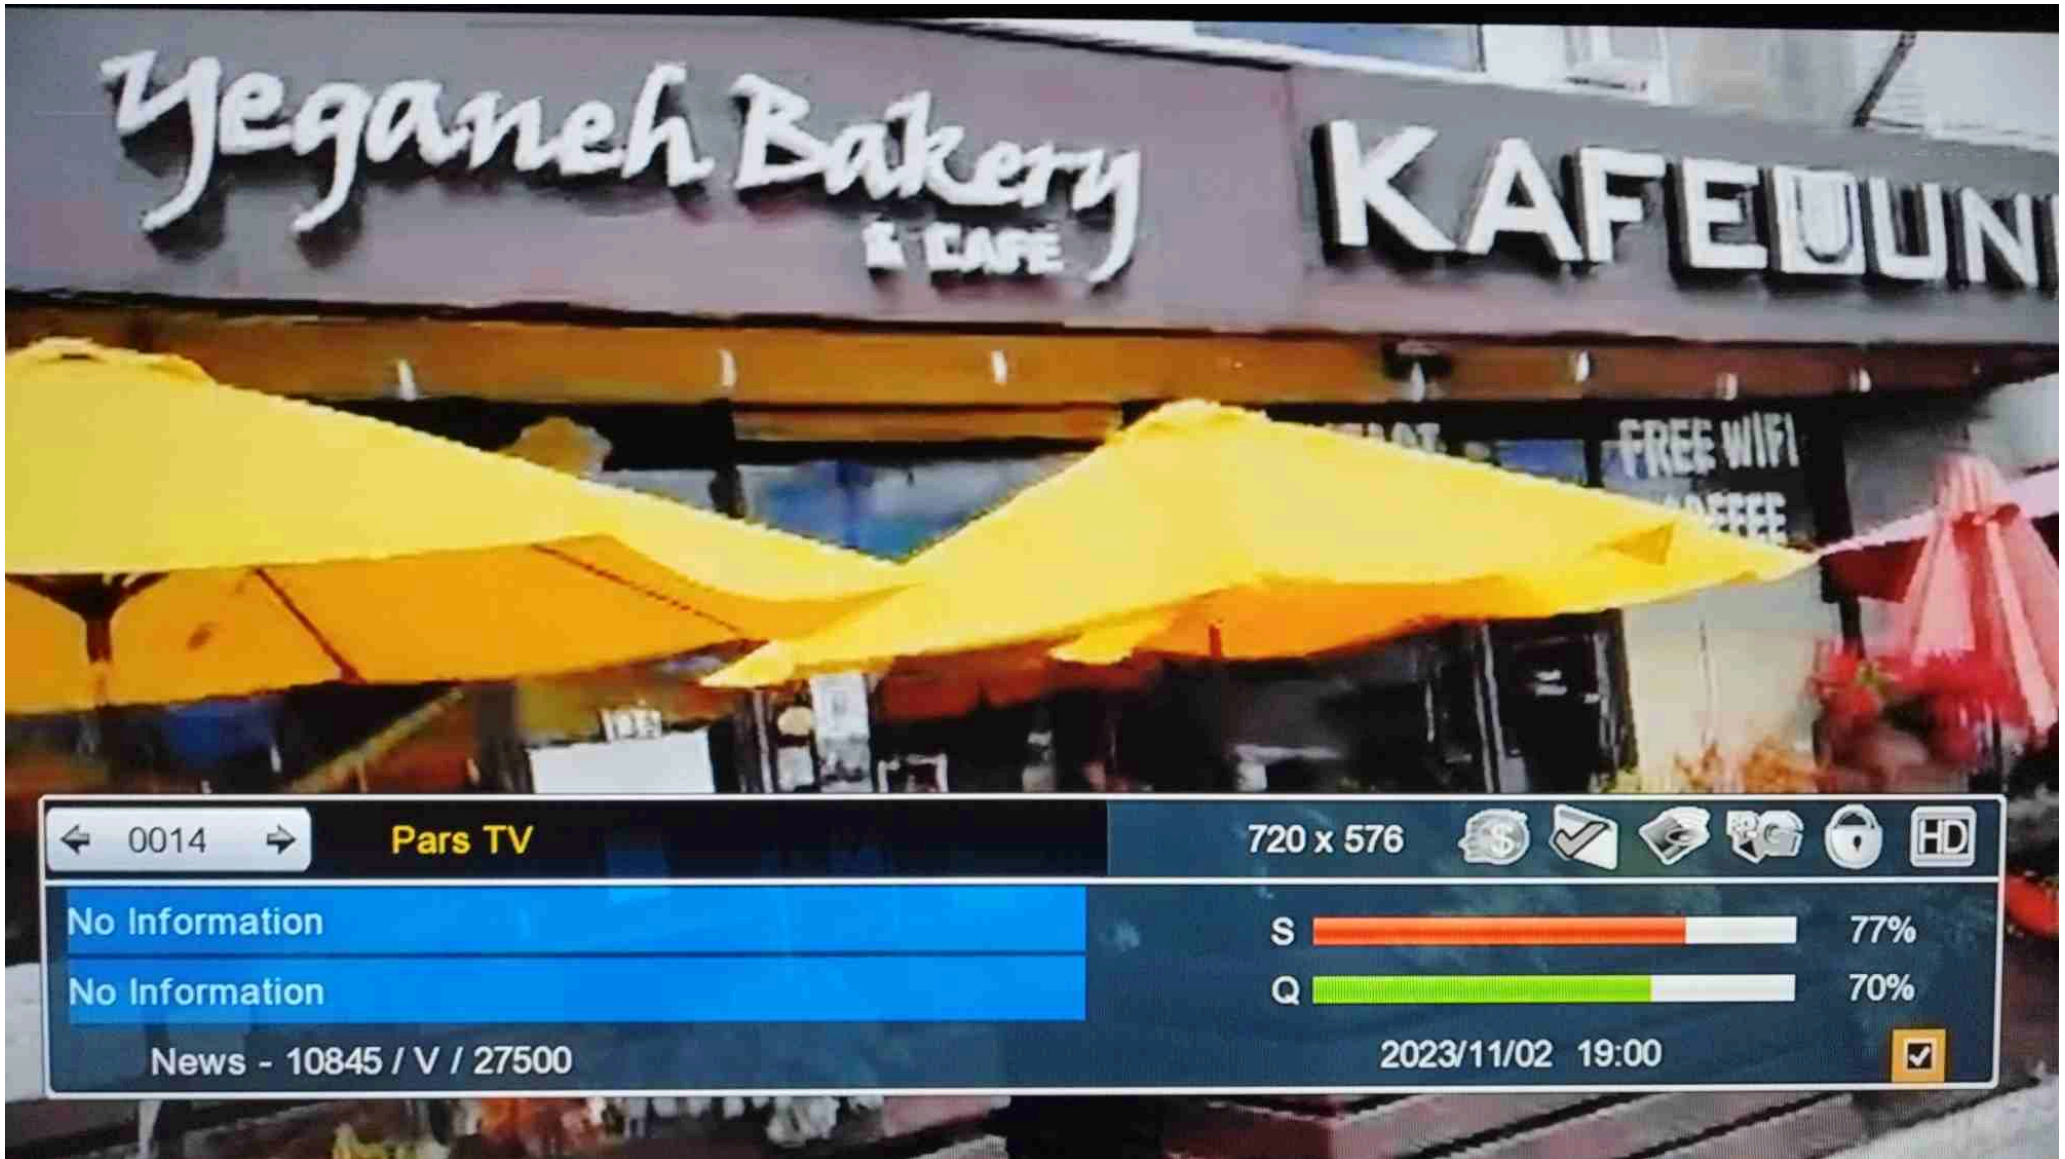 Yeganeh Bakery
& CAFE
KAFE UNI
FREE WIFI
0014
Pars TV
720 x 576
HD
No Information
S 77%
No Information
Q 70%
News - 10845 / V / 27500
2023/11/02 19:00